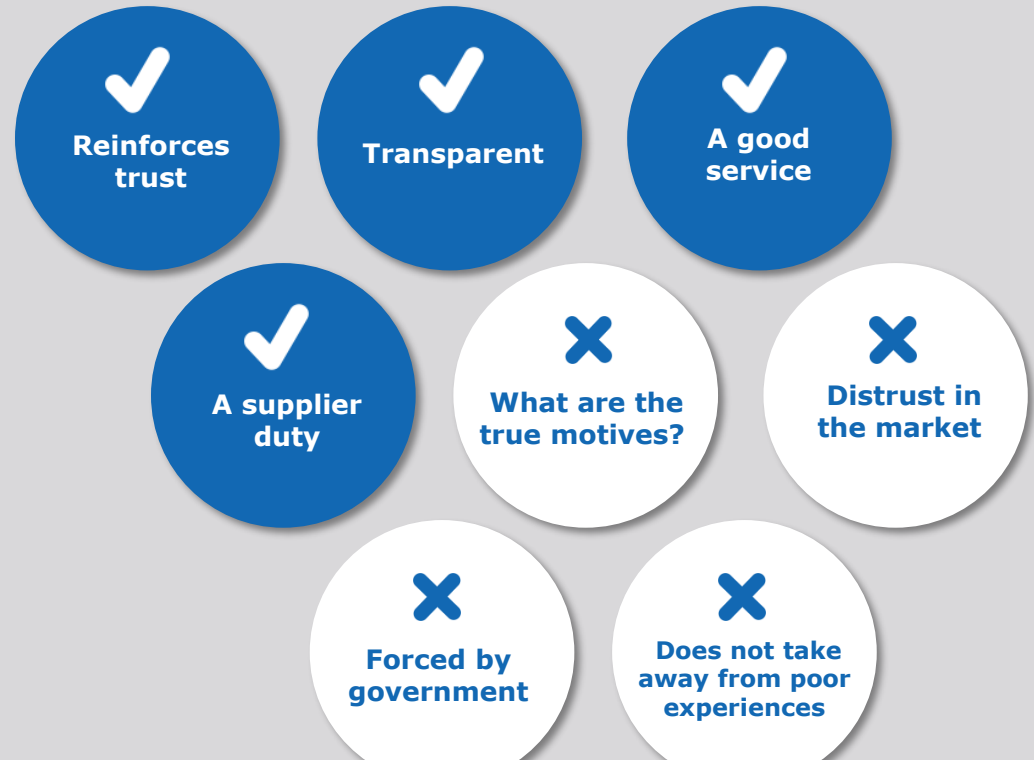 Reinforces
trust
Transparent
A good
service
A supplier
duty
What are the
true motives?
Distrust in
the market
Forced by
government
Does not take
away from poor
experiences